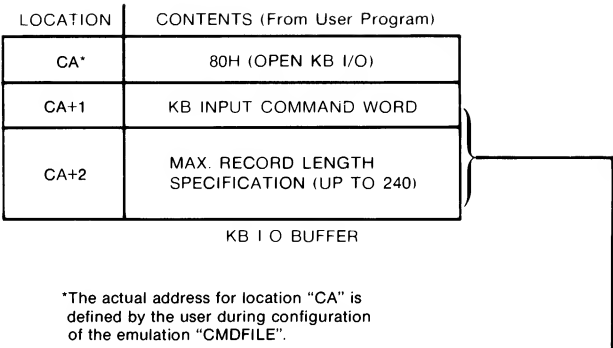 LOCATION CONTENTS (From User Program)
CA* 80H (OPEN KB I/O)
CA+1 KB INPUT COMMAND WORD
CA+2 MAX. RECORD LENGTH
SPECIFICATION (UP TO 240)
KB I O BUFFER
*The actual address for location “CA” is
defined by the user during configuration
of the emulation “CMDFILE”.